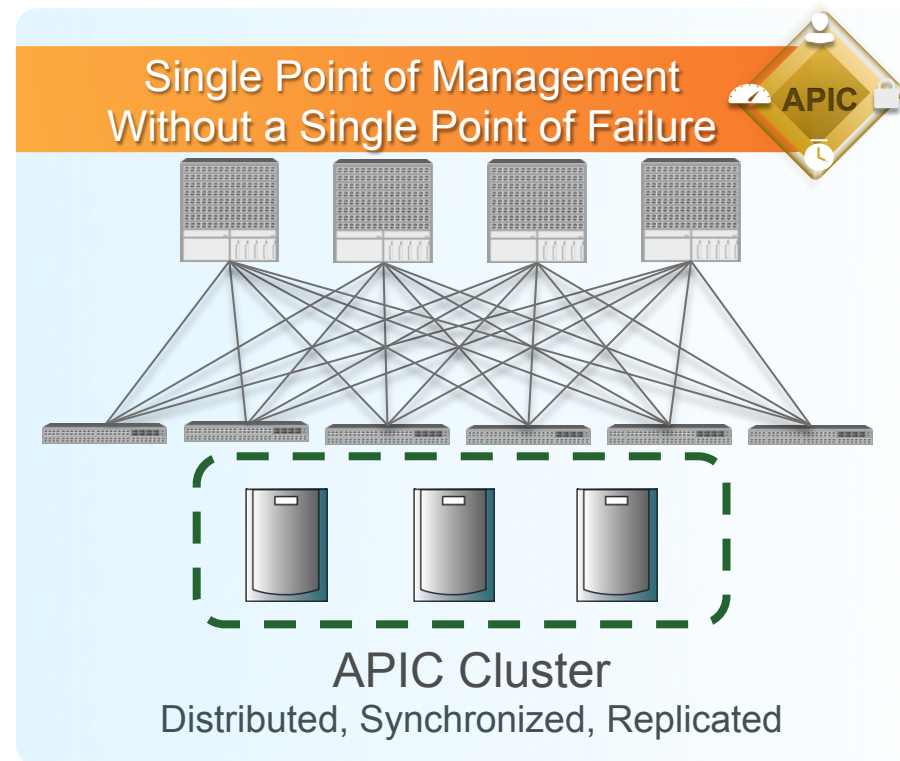 Single Point of Management
Without a Single Point of Failure
APIC
APIC Cluster
Distributed, Synchronized, Replicated